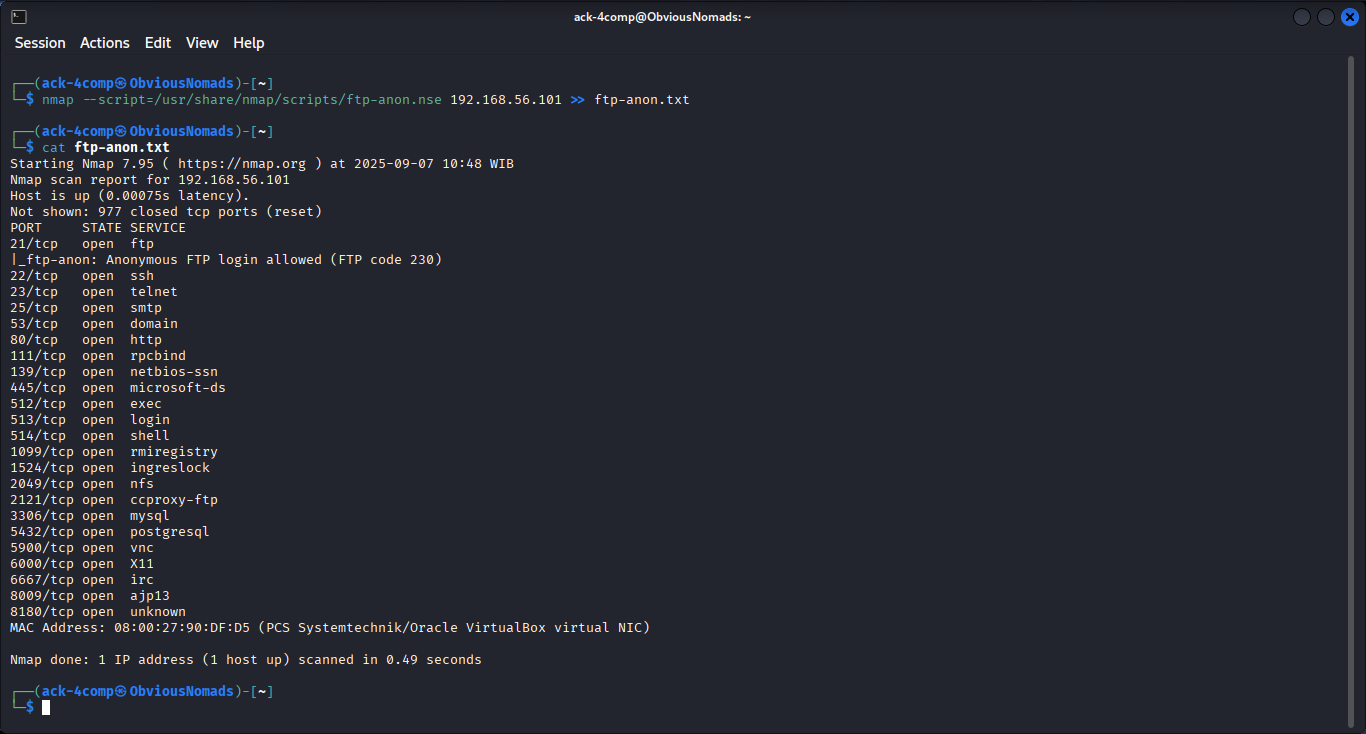 ack-4comp@ObviousNomads: ~
Session Actions Edit View Help
┌──(ack-4comp㉿ObviousNomads)-[~]
└─$ nmap --script=/usr/share/nmap/scripts/ftp-anon.nse 192.168.56.101 >> ftp-anon.txt
┌──(ack-4comp㉿ObviousNomads)-[~]
└─$ cat ftp-anon.txt
Starting Nmap 7.95 ( https://nmap.org ) at 2025-09-07 10:48 WIB
Nmap scan report for 192.168.56.101
Host is up (0.00075s latency).
Not shown: 977 closed tcp ports (reset)
PORT     STATE SERVICE
21/tcp   open  ftp
|_ftp-anon: Anonymous FTP login allowed (FTP code 230)
22/tcp   open  ssh
23/tcp   open  telnet
25/tcp   open  smtp
53/tcp   open  domain
80/tcp   open  http
111/tcp  open  rpcbind
139/tcp  open  netbios-ssn
445/tcp  open  microsoft-ds
512/tcp  open  exec
513/tcp  open  login
514/tcp  open  shell
1099/tcp open  rmiregistry
1524/tcp open  ingreslock
2049/tcp open  nfs
2121/tcp open  ccproxy-ftp
3306/tcp open  mysql
5432/tcp open  postgresql
5900/tcp open  vnc
6000/tcp open  X11
6667/tcp open  irc
8009/tcp open  ajp13
8180/tcp open  unknown
MAC Address: 08:00:27:90:DF:D5 (PCS Systemtechnik/Oracle VirtualBox virtual NIC)
Nmap done: 1 IP address (1 host up) scanned in 0.49 seconds
┌──(ack-4comp㉿ObviousNomads)-[~]
└─$